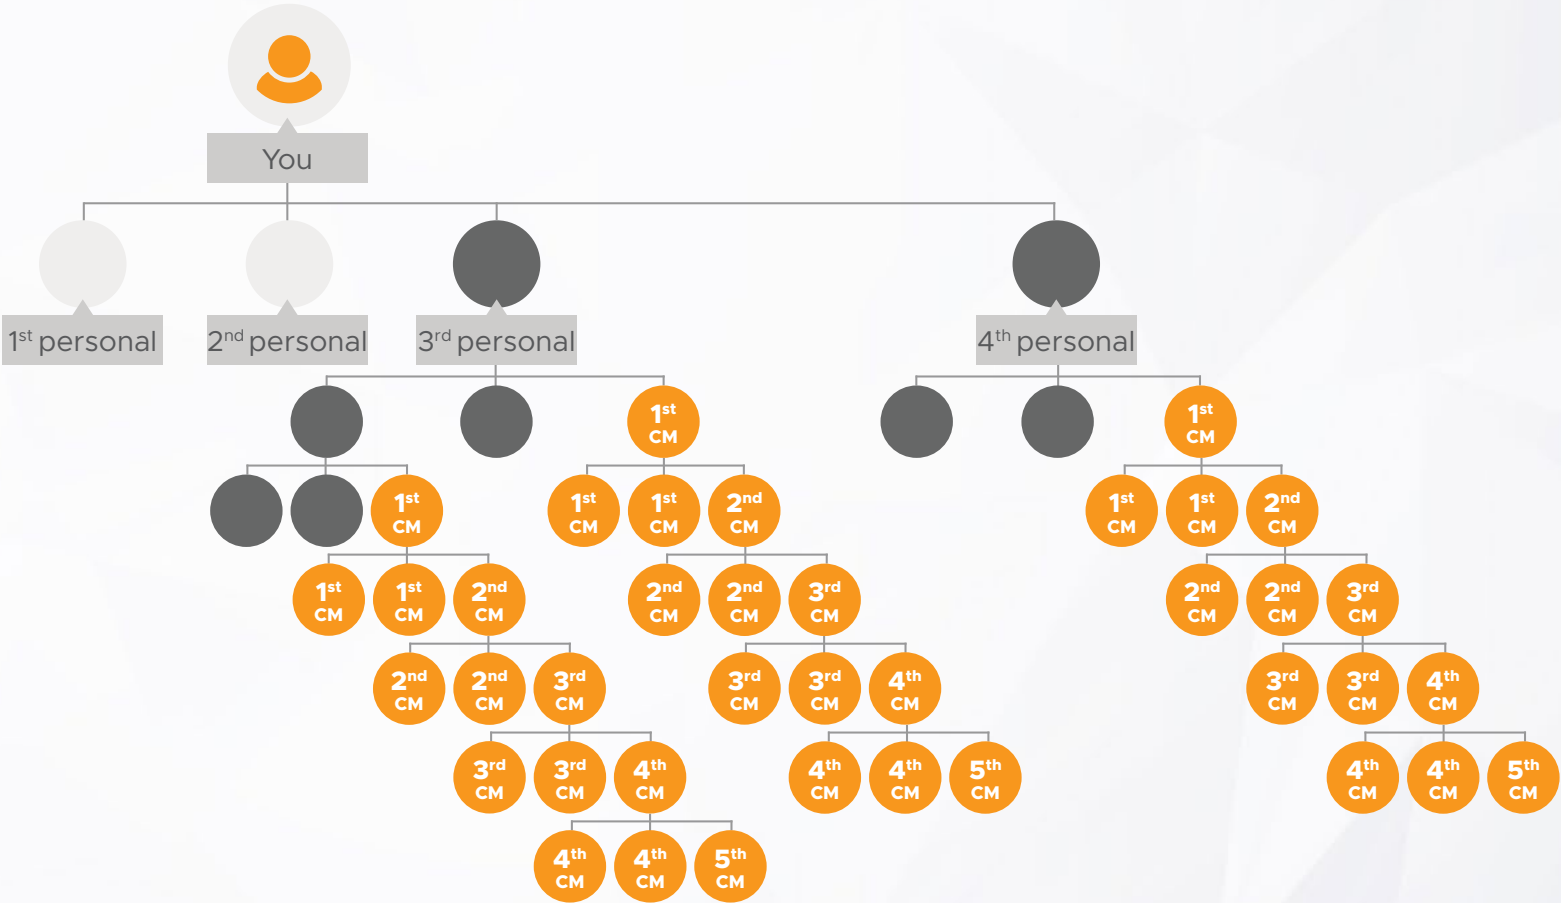 You
1st personal
2nd personal
3rd personal
4th personal
1st
CM
1st
CM
1st
CM
1st
CM
1st
CM
2nd
CM
1st
CM
1st
CM
2nd
CM
1st
CM
1st
CM
2nd
CM
2nd
CM
2nd
CM
3rd
CM
2nd
CM
2nd
CM
3rd
CM
2nd
CM
2nd
CM
3rd
CM
3rd
CM
3rd
CM
4th
CM
3rd
CM
3rd
CM
4th
CM
3rd
CM
3rd
CM
4th
CM
4th
CM
4th
CM
5th
CM
4th
CM
4th
CM
5th
CM
4th
CM
4th
CM
5th
CM